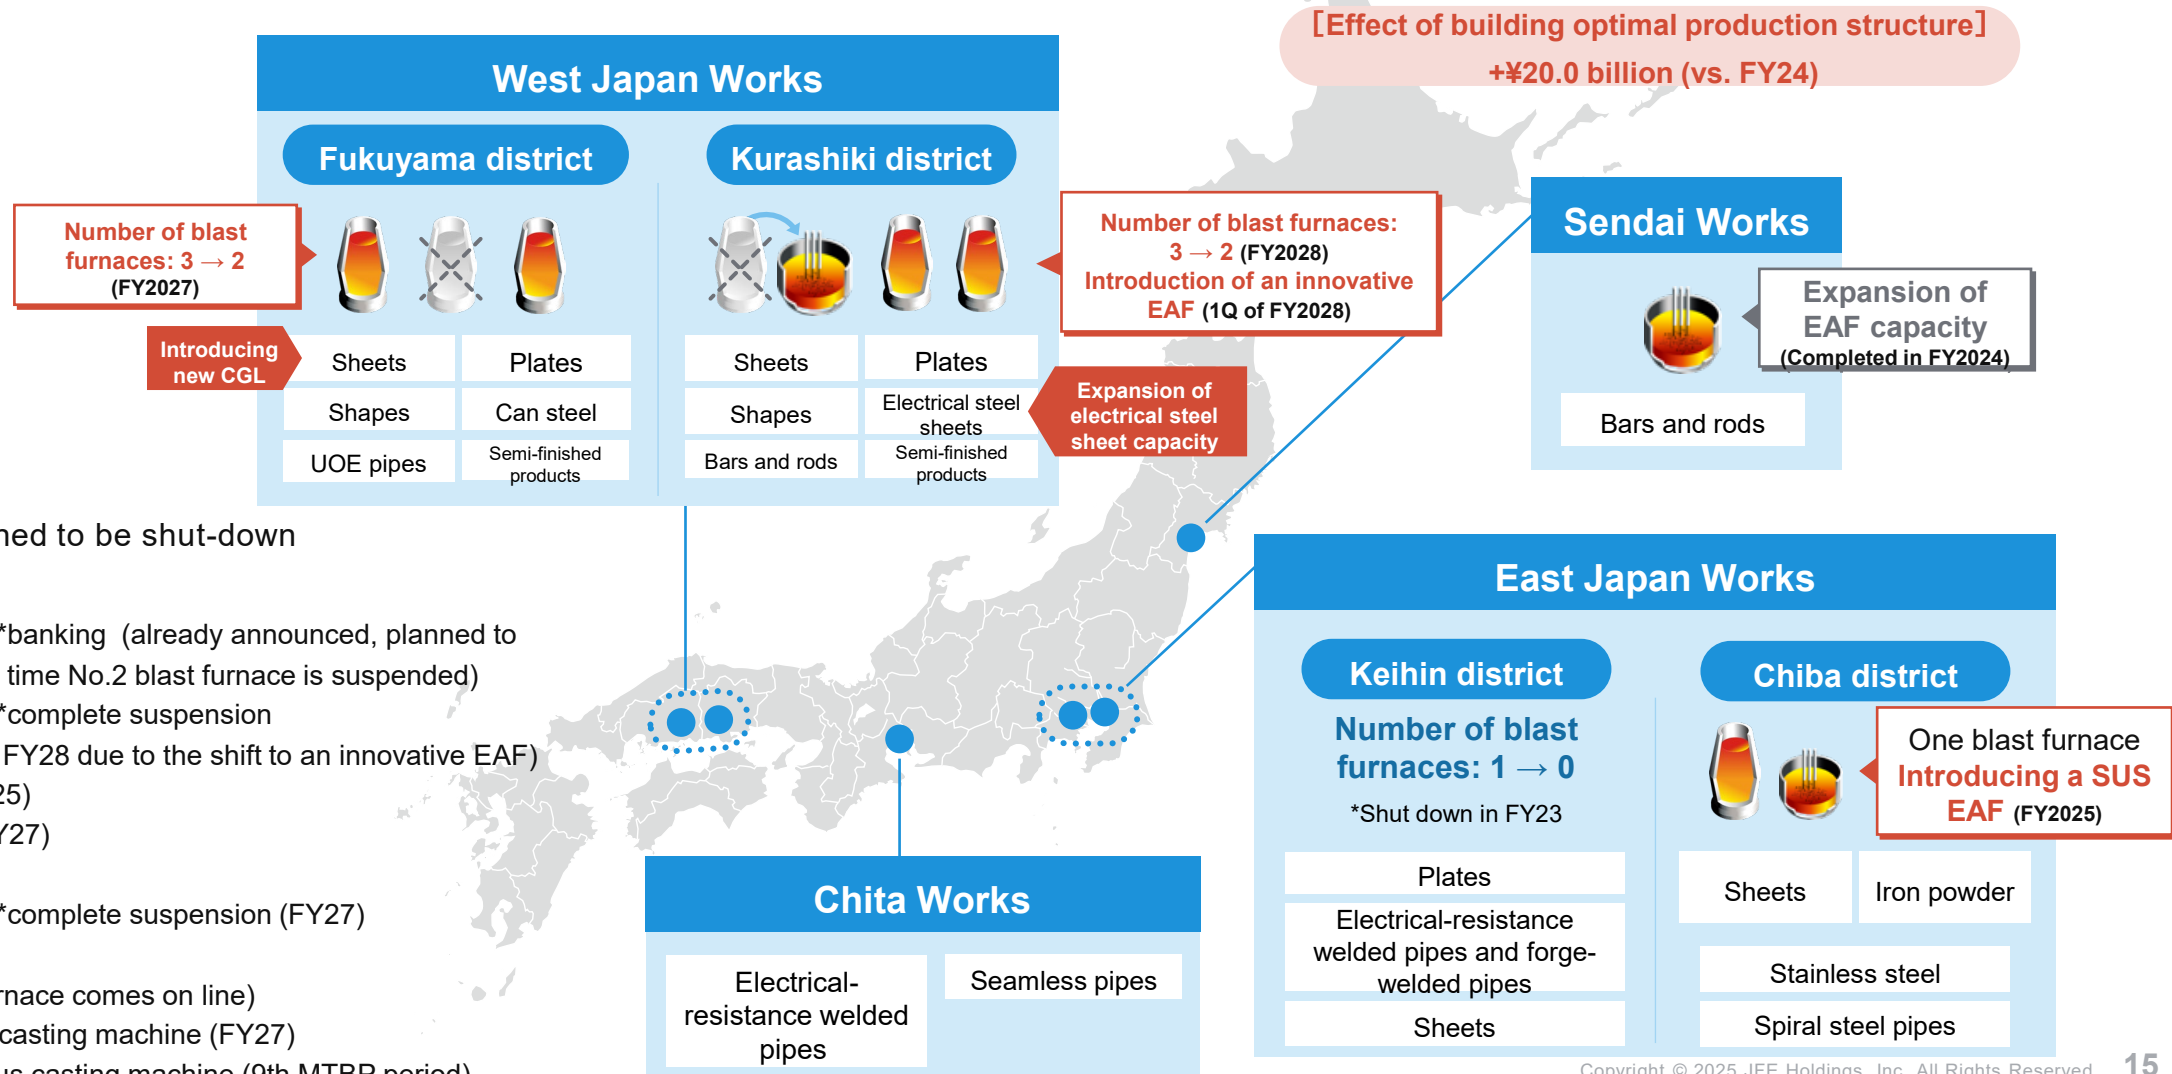 ［Effect of building optimal production structure］
+¥20.0 billion (vs. FY24)
West Japan Works
Fukuyama district
Number of blast
furnaces: 3 → 2
(FY2027)
Introducing
new CGL
Sheets
Plates
Shapes
Can steel
UOE pipes
Semi-finished
products
Kurashiki district
Number of blast furnaces:
3 → 2 (FY2028)
Introduction of an innovative
EAF (1Q of FY2028)
Sheets
Plates
Shapes
Electrical steel
sheets
Expansion of
electrical steel
sheet capacity
Bars and rods
Semi-finished
products
Sendai Works
Expansion of
EAF capacity
(Completed in FY2024)
Bars and rods
ned to be shut-down
*banking  (already announced, planned to
time No.2 blast furnace is suspended)
*complete suspension
FY28 due to the shift to an innovative EAF)
25)
Y27)
*complete suspension (FY27)
rnace comes on line)
casting machine (FY27)
us casting machine (9th MTBP period)
Chita Works
Electrical-
resistance welded
pipes
Seamless pipes
East Japan Works
Keihin district
Number of blast
furnaces: 1 → 0
*Shut down in FY23
Plates
Electrical-resistance
welded pipes and forge-
welded pipes
Sheets
Chiba district
One blast furnace
Introducing a SUS
EAF (FY2025)
Sheets
Iron powder
Stainless steel
Spiral steel pipes
Copyright © 2025 JFE Holdings, Inc. All Rights Reserved.
15